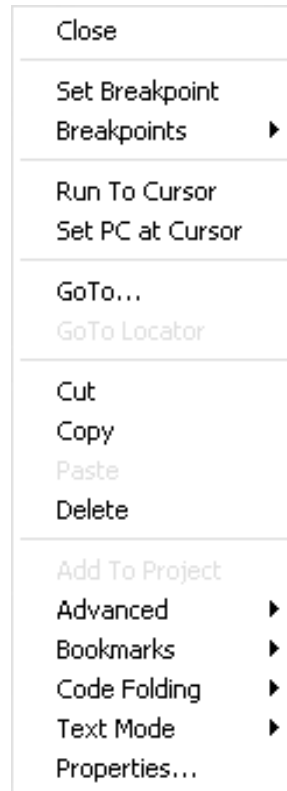 Close
Set Breakpoint
Breakpoints
Run To Cursor
Set PC at Cursor
GoTo...
GoTo Locator
Cut
Copy
Paste
Delete
Add To Project
Advanced
Bookmarks
Code Folding
Text Mode
Properties...